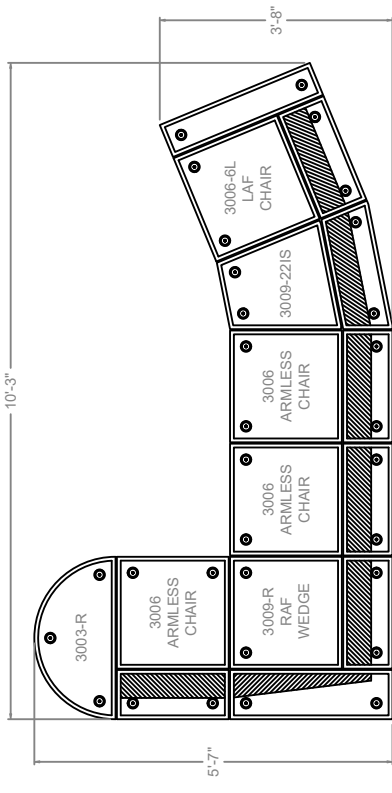 10'-3"
3'-8"
5'-7"
3003-R
3006
ARMLESS
CHAIR
3009-R
RAF
WEDGE
3006
ARMLESS
CHAIR
3006
ARMLESS
CHAIR
3009-22IS
3006-6L
LAF
CHAIR